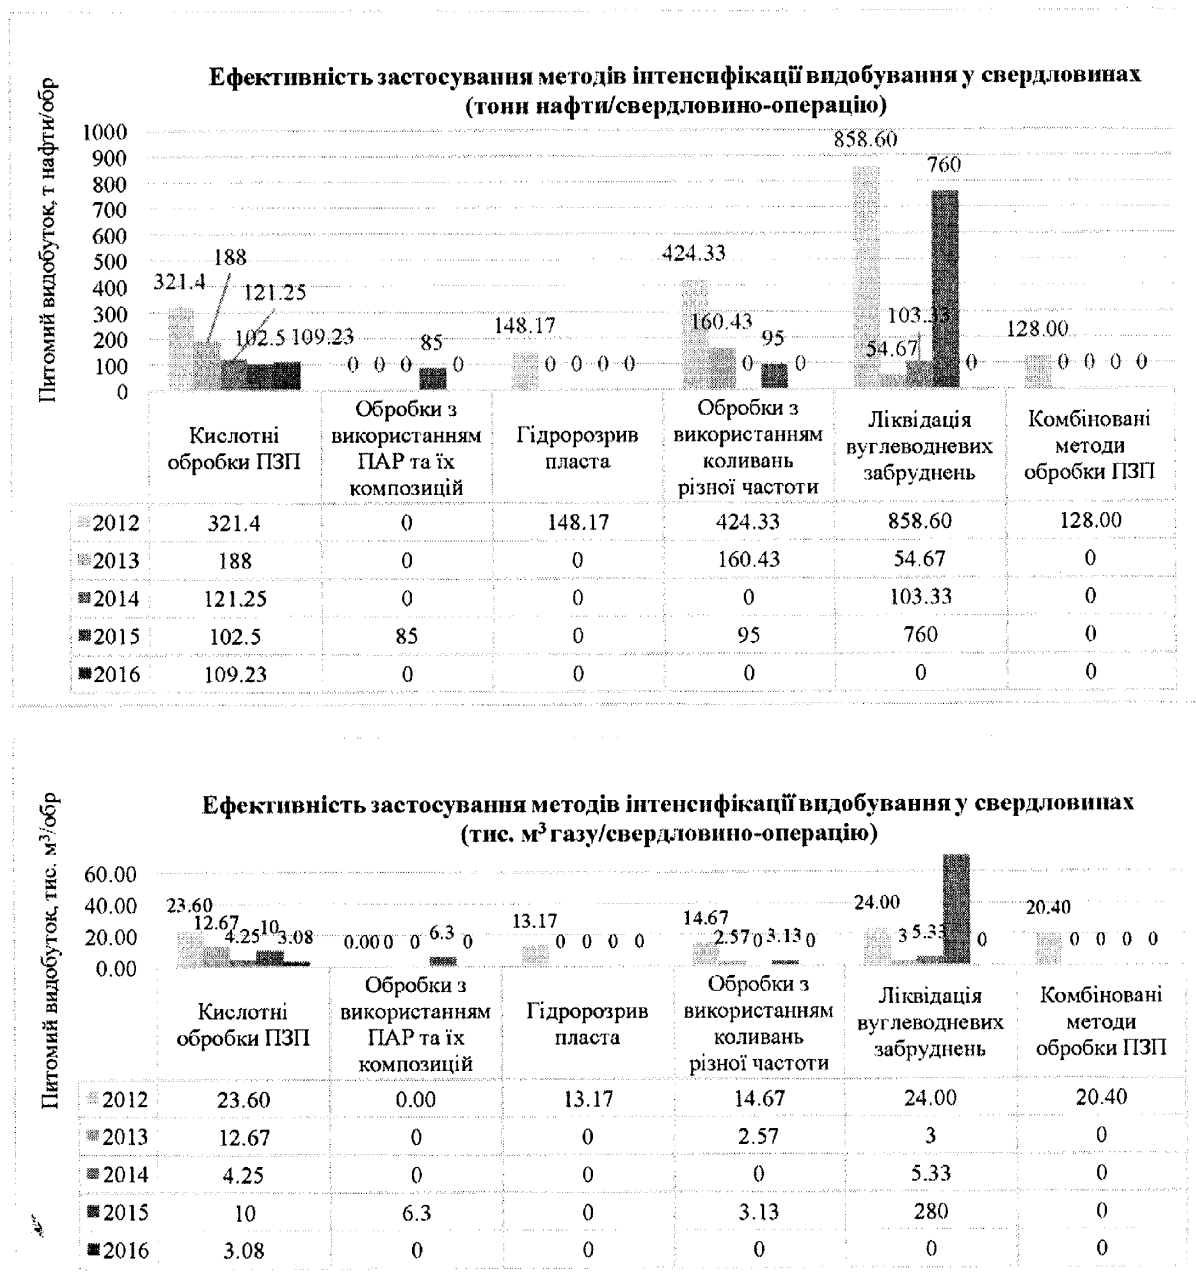 Ефективність застосування методів інтенсифікації видобування у свердловинах
(тонн нафти/свердловино-операцію)
Питомий видобуток, т нафти/обр
1000
900
800
700
600
500
400
300
200
100
0
321.4
188
121.25
102.5
109.23
0 0 0 85 0
148.17 0 0 0 0
424.33 160.43 0 95 0
858.60 54.67 103.33 760 0
128.00 0 0 0 0
Кислотні обробки ПЗП
Обробки з використанням ПАР та їх композицій
Гідророзрив пласта
Обробки з використанням коливань різної частоти
Ліквідація вуглеводневих забруднень
Комбіновані методи обробки ПЗП
2012 321.4 0 148.17 424.33 858.60 128.00
2013 188 0 0 160.43 54.67 0
2014 121.25 0 0 0 103.33 0
2015 102.5 85 0 95 760 0
2016 109.23 0 0 0 0 0
Ефективність застосування методів інтенсифікації видобування у свердловинах
(тис. м³ газу/свердловино-операцію)
Питомий видобуток, тис. м³/обр
60.00
40.00
20.00
0.00
23.60 12.67 4.25 10 3.08
0.00 0 0 6.3 0
13.17 0 0 0 0
14.67 2.57 0 3.13 0
24.00 3 5.33 0
20.40 0 0 0 0
Кислотні обробки ПЗП
Обробки з використанням ПАР та їх композицій
Гідророзрив пласта
Обробки з використанням коливань різної частоти
Ліквідація вуглеводневих забруднень
Комбіновані методи обробки ПЗП
2012 23.60 0.00 13.17 14.67 24.00 20.40
2013 12.67 0 0 2.57 3 0
2014 4.25 0 0 0 5.33 0
2015 10 6.3 0 3.13 280 0
2016 3.08 0 0 0 0 0